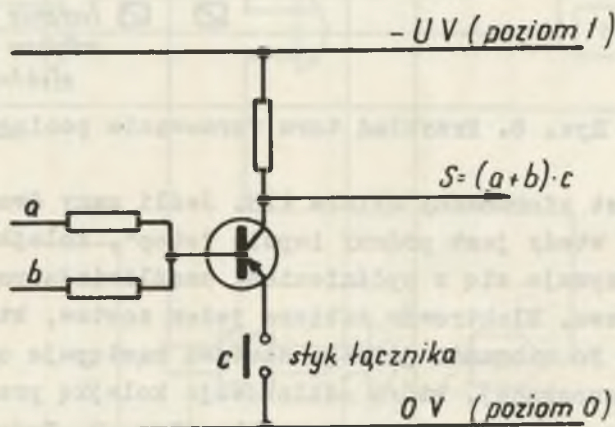 - U V (poziom 1)
S=(a+b)·c
a
b
c
styk łącznika
0 V (poziom 0)